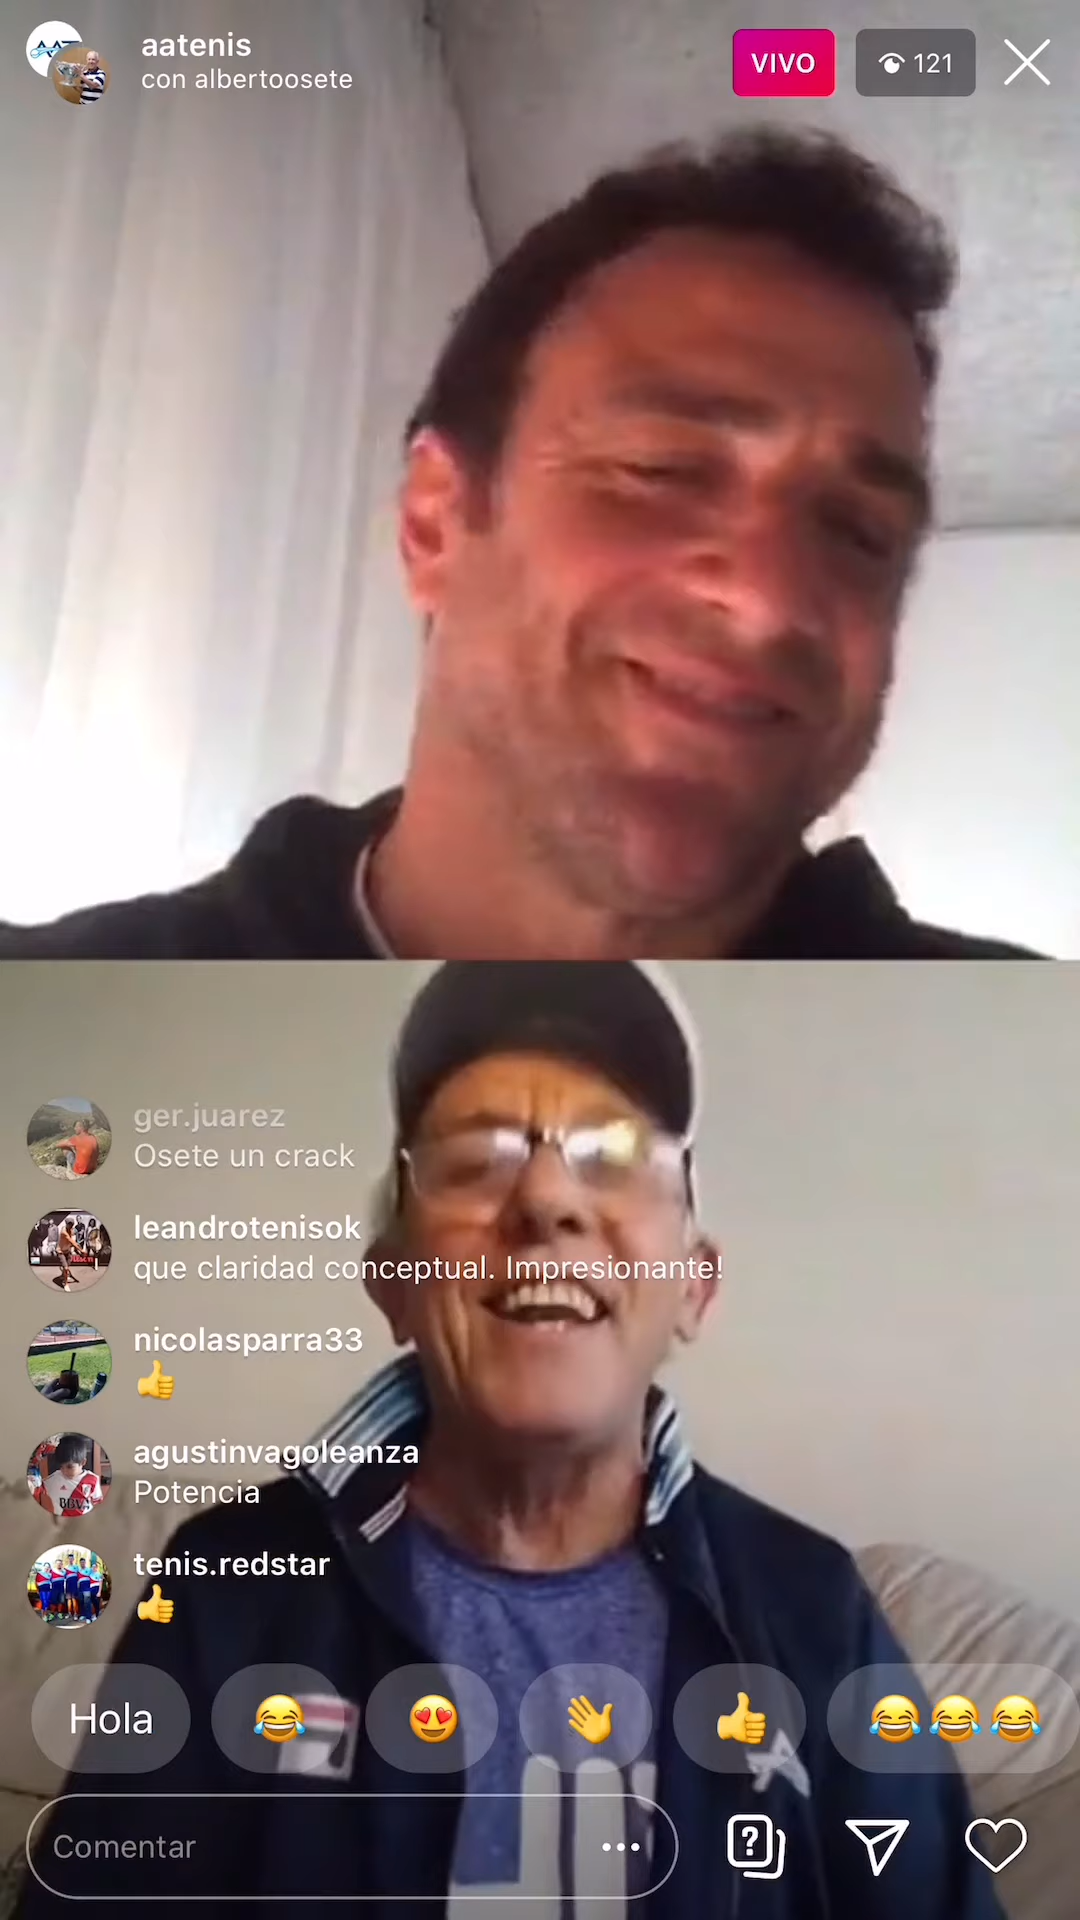 aatenis
con albertoosete
VIVO
121
ger.juarez
Osete un crack
leandrotenisok
que claridad conceptual. Impresionante!
nicolasparra33
agustinvagoleanza
Potencia
tenis.redstar
Hola
Comentar